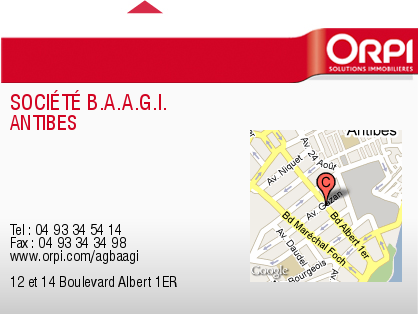 ORPI
SOLUTIONS IMMOBILIÈRES
SOCIÉTÉ B.A.A.G.I.
ANTIBES
Antibes
Av. 24 Août
Av. Niquet
C
Av. Gazan
Bd Albert 1er
Bd Maréchal Foch
Av. Daudet
Bourgeois
Google
Tel : 04 93 34 54 14
Fax : 04 93 34 34 98
www.orpi.com/agbaagi
12 et 14 Boulevard Albert 1ER